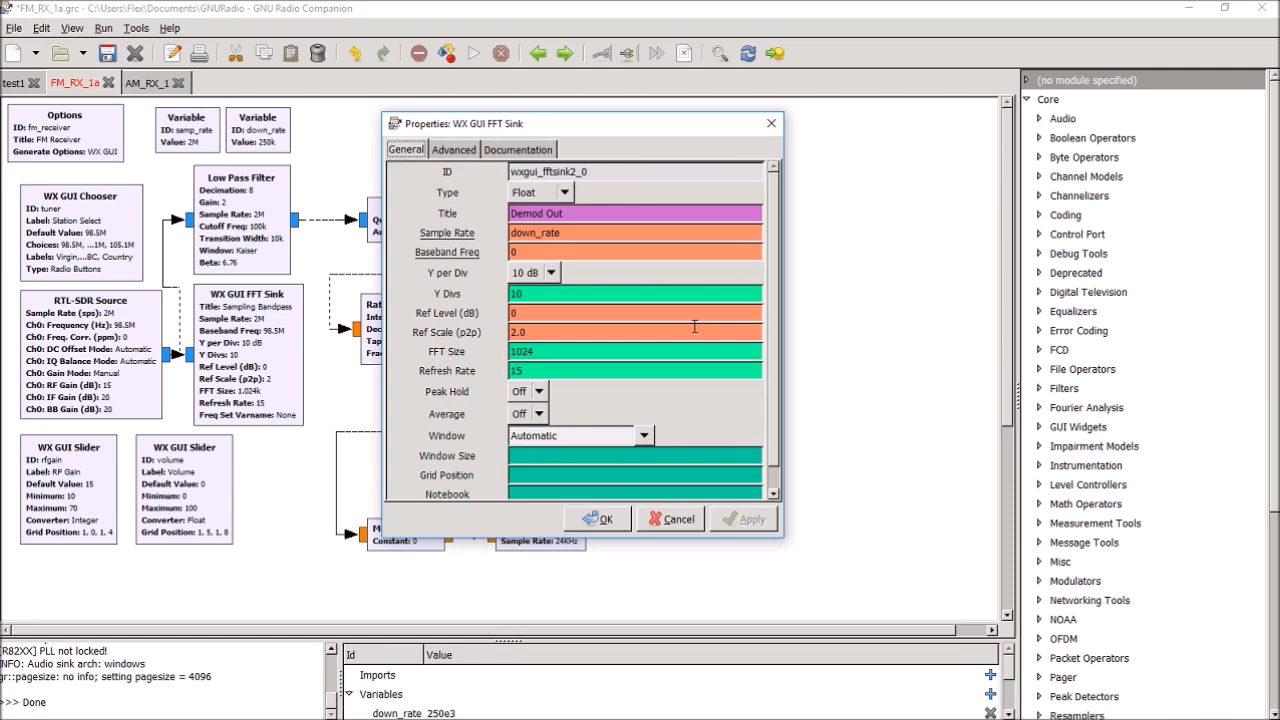 *FM_RX_1a.grc - C:\Users\Flex\Documents\GNURadio - GNU Radio Companion
File Edit View Run Tools Help
test1 FM_RX_1a AM_RX_1
Options
ID: fm_receiver
Title: FM Receiver
Generate Options: WX GUI
Variable
ID: samp_rate
Value: 2M
Variable
ID: down_rate
Value: 250k
WX GUI Chooser
ID: tuner
Label: Station Select
Default Value: 98.5M
Choices: 98.5M, ...1M, 105.1M
Labels: Virgin,...BC, Country
Type: Radio Buttons
Low Pass Filter
Decimation: 8
Gain: 2
Sample Rate: 2M
Cutoff Freq: 100k
Transition Width: 10k
Window: Kaiser
Beta: 6.76
RTL-SDR Source
Sample Rate (sps): 2M
Ch0: Frequency (Hz): 98.5M
Ch0: Freq. Corr. (ppm): 0
Ch0: DC Offset Mode: Automatic
Ch0: IQ Balance Mode: Automatic
Ch0: Gain Mode: Manual
Ch0: RF Gain (dB): 15
Ch0: IF Gain (dB): 20
Ch0: BB Gain (dB): 20
WX GUI FFT Sink
Title: Sampling Bandpass
Sample Rate: 2M
Baseband Freq: 98.5M
Y per Div: 10 dB
Y Divs: 10
Ref Level (dB): 0
Ref Scale (p2p): 2
FFT Size: 1.024k
Refresh Rate: 15
Freq Set Varname: None
WX GUI Slider
ID: rfgain
Label: RF Gain
Default Value: 15
Minimum: 10
Maximum: 70
Converter: Integer
Grid Position: 1, 0, 1, 4
WX GUI Slider
ID: volume
Label: Volume
Default Value: 0
Minimum: 0
Maximum: 100
Converter: Float
Grid Position: 1, 5, 1, 8
Constant: 0
Sample Rate: 24KHz
Properties: WX GUI FFT Sink
General Advanced Documentation
ID wxgui_fftsink2_0
Type Float
Title Demod Out
Sample Rate down_rate
Baseband Freq 0
Y per Div 10 dB
Y Divs 10
Ref Level (dB) 0
Ref Scale (p2p) 2.0
FFT Size 1024
Refresh Rate 15
Peak Hold Off
Average Off
Window Automatic
Window Size
Grid Position
Notebook
OK Cancel Apply
(no module specified)
Core
Audio
Boolean Operators
Byte Operators
Channel Models
Channelizers
Coding
Control Port
Debug Tools
Deprecated
Digital Television
Equalizers
Error Coding
FCD
File Operators
Filters
Fourier Analysis
GUI Widgets
Impairment Models
Instrumentation
Level Controllers
Math Operators
Measurement Tools
Message Tools
Misc
Modulators
Networking Tools
NOAA
OFDM
Packet Operators
Pager
Peak Detectors
Resamplers
[R82XX] PLL not locked!
INFO: Audio sink arch: windows
gr::pagesize: no info; setting pagesize = 4096
>>> Done
Id Value
Imports
Variables
down_rate 250e3